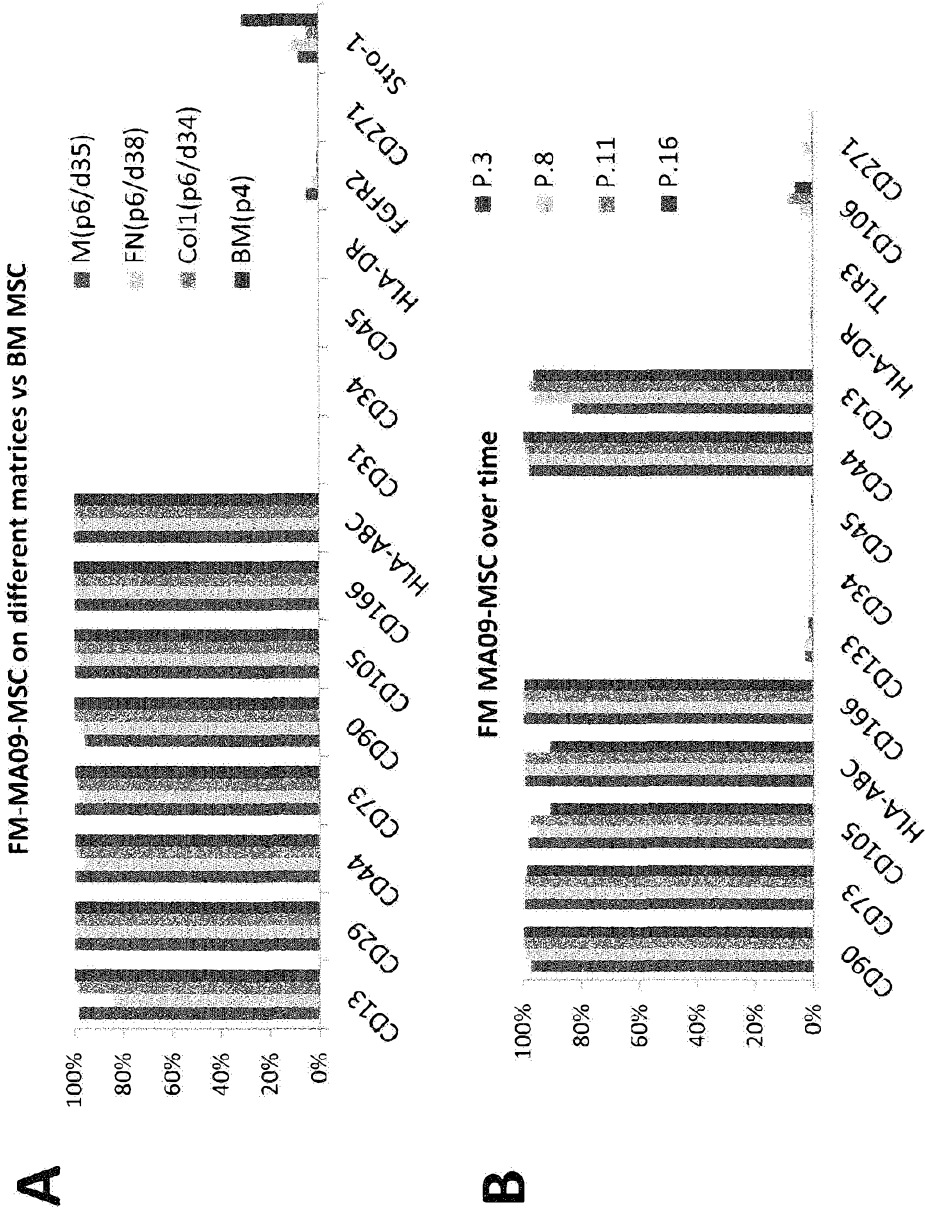 A
FM-MA09-MSC on different matrices vs BM MSC
100%
80%
60%
40%
20%
0%
M(p6/d35)
FN(p6/d38)
Col1(p6/d34)
BM(p4)
CD13
CD29
CD44
CD73
CD90
CD105
CD166
HLA-ABC
CD31
CD34
CD45
HLA-DR
FGFR2
CD271
Stro-1
B
FM MA09-MSC over time
100%
80%
60%
40%
20%
0%
P.3
P.8
P.11
P.16
CD90
CD73
CD105
HLA-ABC
CD166
CD133
CD34
CD45
CD44
CD13
HLA-DR
TLR3
CD106
CD271